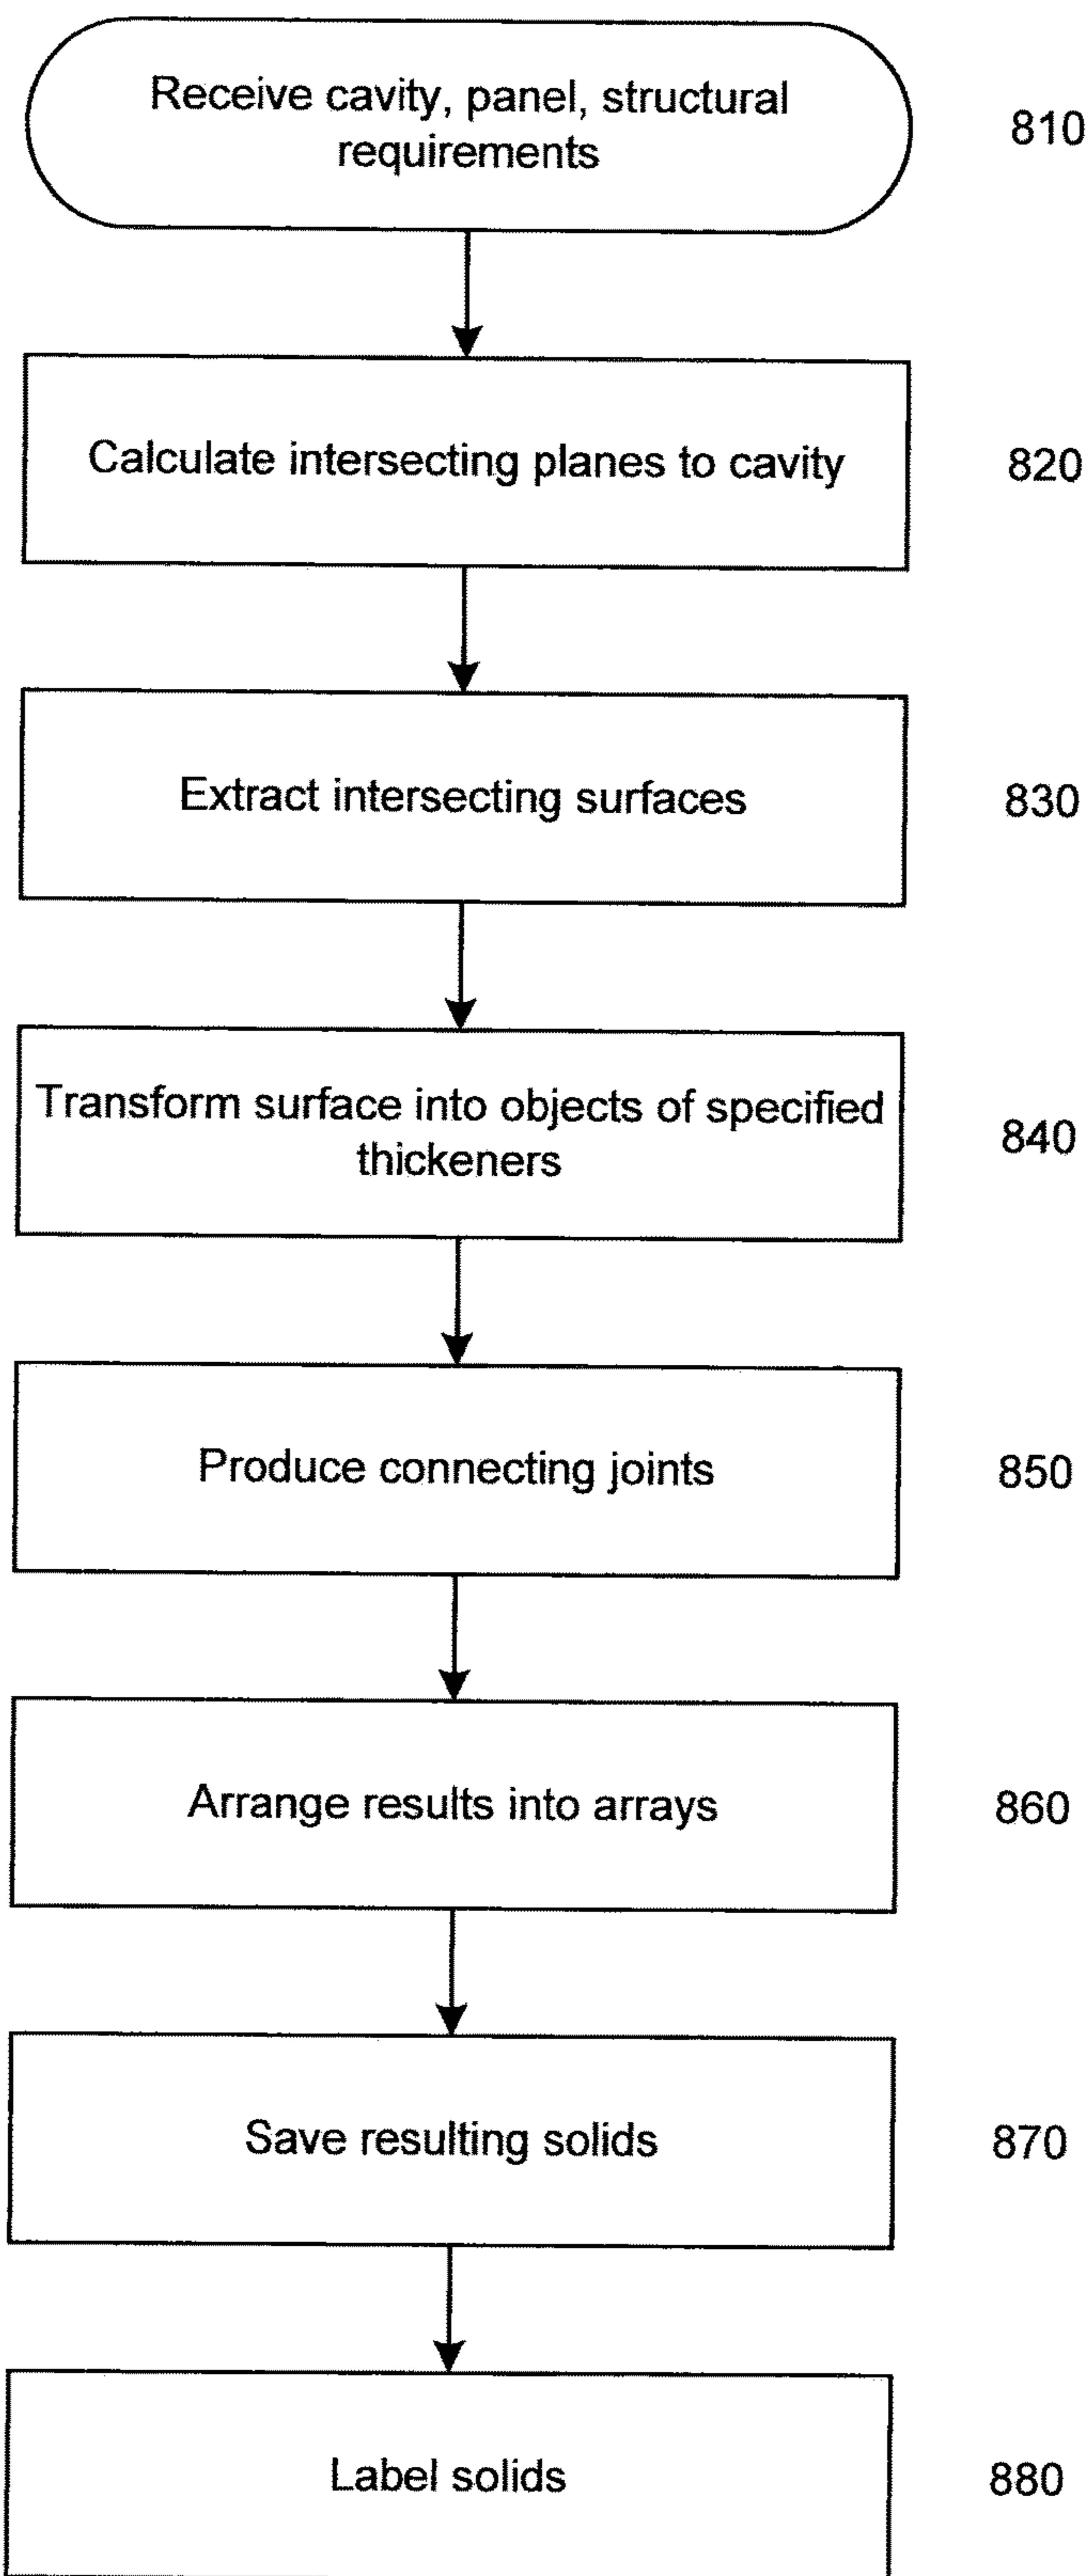 Receive cavity, panel, structural
requirements
810
Calculate intersecting planes to cavity
820
Extract intersecting surfaces
830
Transform surface into objects of specified
thickeners
840
Produce connecting joints
850
Arrange results into arrays
860
Save resulting solids
870
Label solids
880